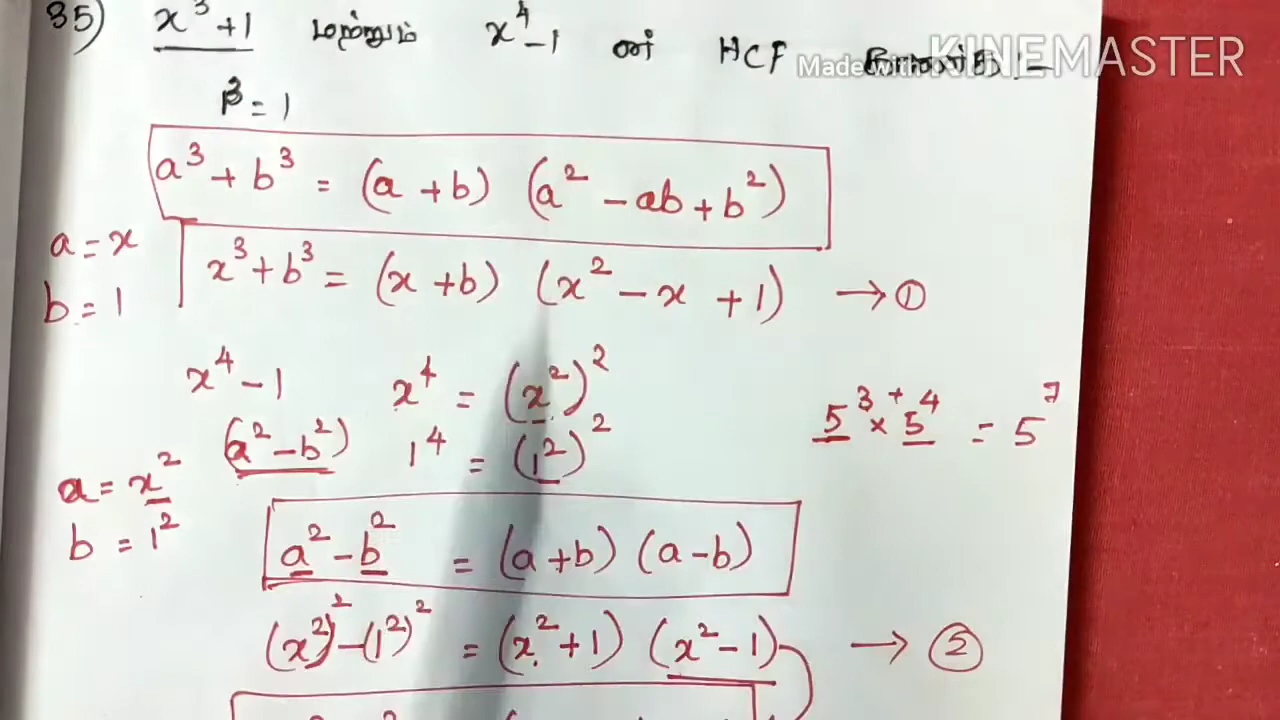 35) x³ + 1 மற்றும் x⁴ - 1 ன் HCF
Made with KINEMASTER
1³ = 1
a³ + b³ = (a + b) (a² - ab + b²)
a = x
b = 1
x³ + b³ = (x + b) (x² - x + 1) → ①
x⁴ - 1 x⁴ = (x²)²
(a² - b²) 1⁴ = (1²)²
5³ × 5⁴ = 5⁷
+
a = x²
b = 1²
a² - b² = (a + b) (a - b)
(x²)² - (1²)² = (x² + 1) (x² - 1) → ②